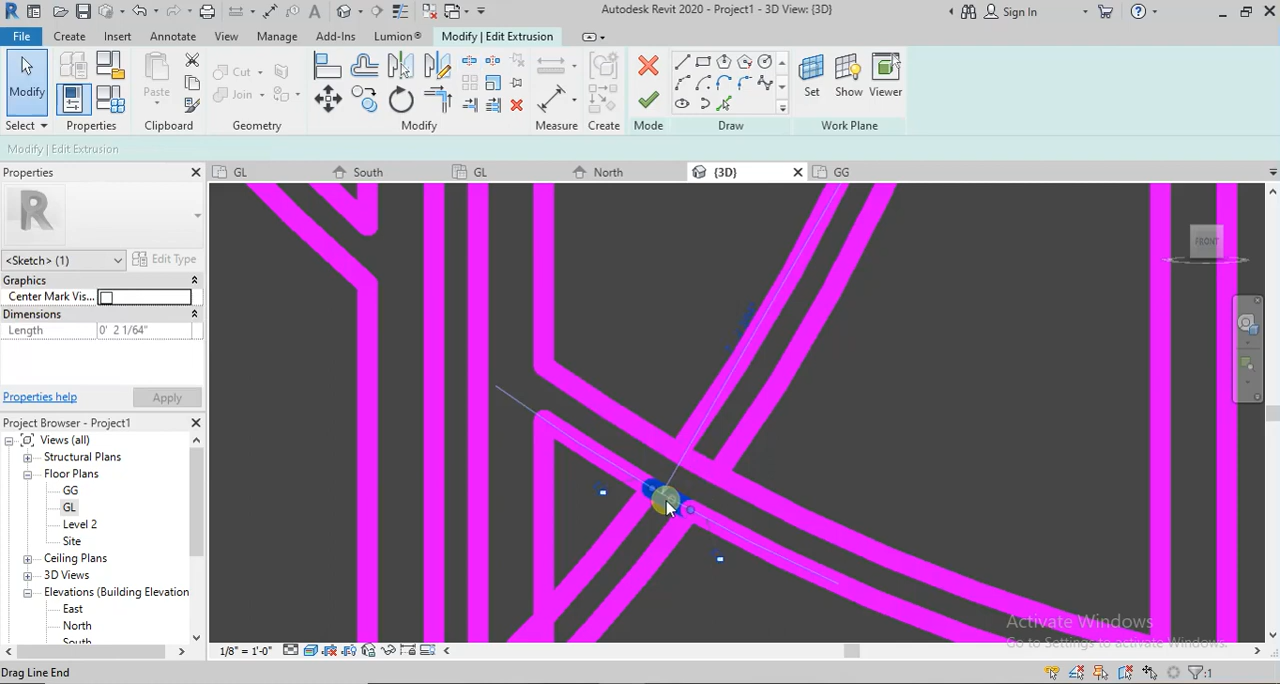 Autodesk Revit 2020 - Project1 - 3D View: {3D}
Sign In
File
Create
Insert
Annotate
View
Manage
Add-Ins
Lumion®
Modify | Edit Extrusion
Modify
Paste
Cut
Join
Set
Show
Viewer
Select
Properties
Clipboard
Geometry
Modify
Measure
Create
Mode
Draw
Work Plane
Modify | Edit Extrusion
Properties
GL
South
GL
North
{3D}
GG
<Sketch> (1)
Edit Type
Graphics
Center Mark Vis...
Dimensions
Length
0' 2 1/64"
Properties help
Apply
Project Browser - Project1
Views (all)
Structural Plans
Floor Plans
GG
GL
Level 2
Site
Ceiling Plans
3D Views
Elevations (Building Elevation
East
North
South
FRONT
Activate Windows
Go to Settings to activate Windows.
1/8" = 1'-0"
Drag Line End
:1